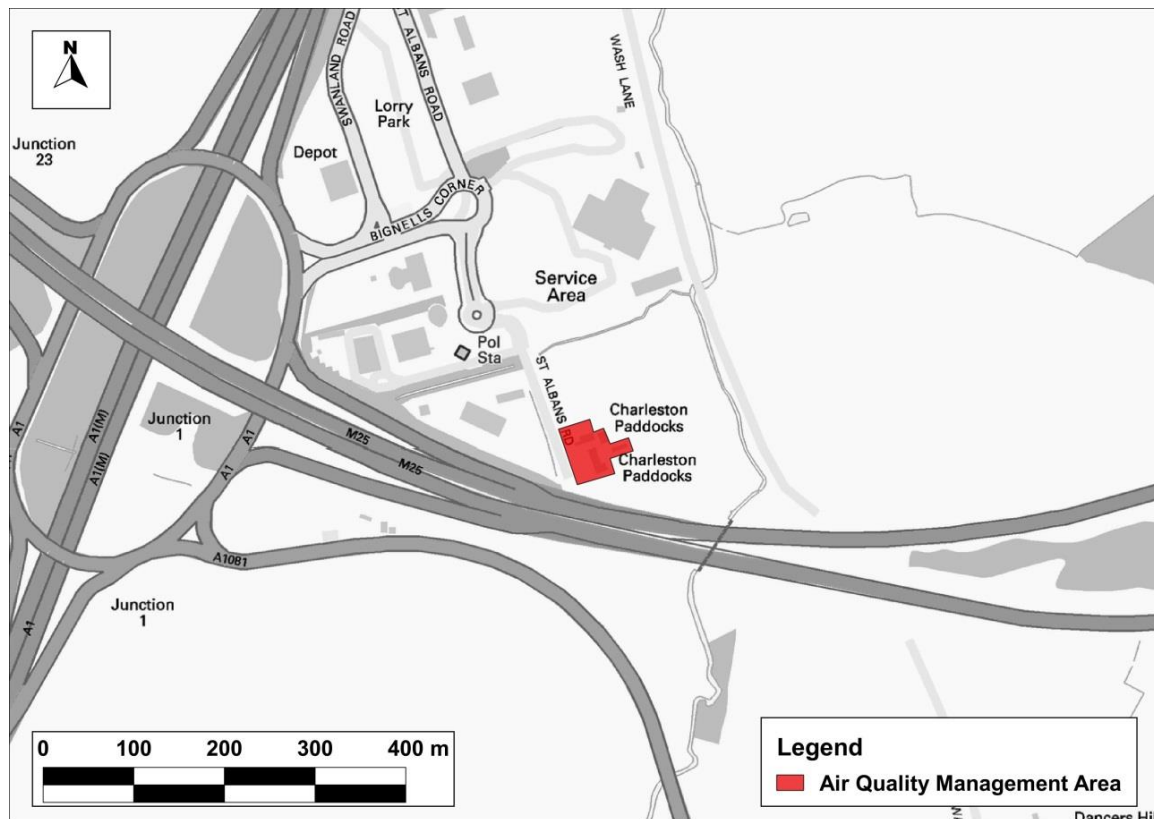 N
SWANLAND ROAD
ST ALBANS ROAD
WASH LANE
Lorry
Park
Junction
23
Depot
BIGNELLS CORNER
Service
Area
Pol
Sta
ST ALBANS RD
Charleston
Paddocks
Charleston
Paddocks
Junction
1
A1
A1(M)
A1(M)
A1
A1
M25
M25
A1081
Junction
1
A1
0 100 200 300 400 m
Legend
Air Quality Management Area